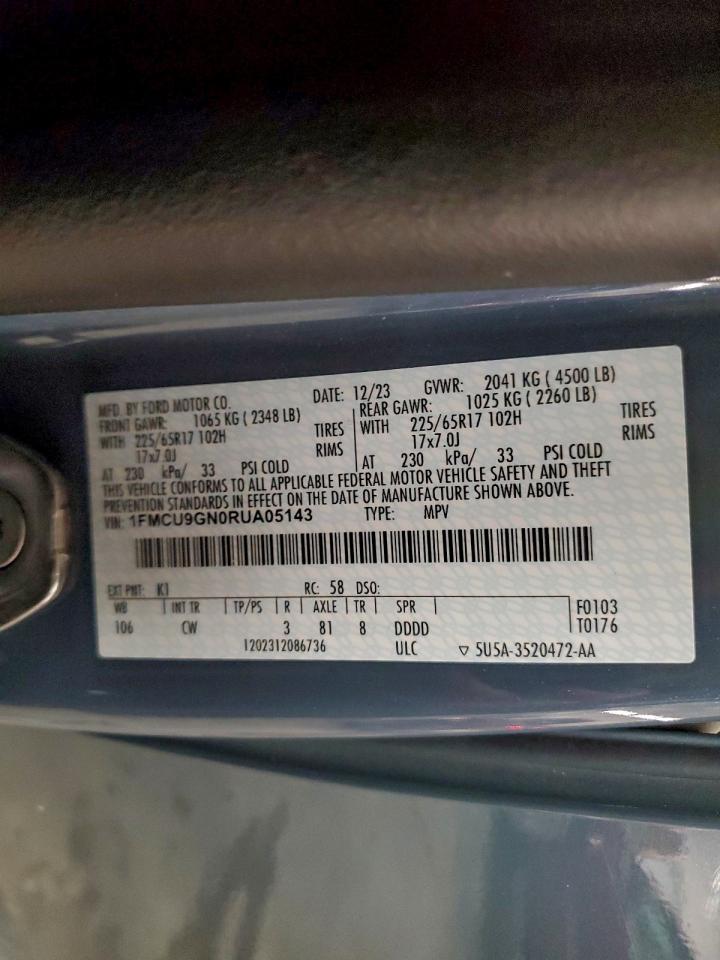 MFD. BY FORD MOTOR CO. DATE: 12/23 GVWR: 2041 KG ( 4500 LB)
FRONT GAWR: 1065 KG ( 2348 LB) REAR GAWR: 1025 KG ( 2260 LB)
WITH 225/65R17 102H TIRES WITH 225/65R17 102H TIRES
17x7.0J RIMS 17x7.0J RIMS
AT 230 kPa/ 33 PSI COLD AT 230 kPa/ 33 PSI COLD
THIS VEHICLE CONFORMS TO ALL APPLICABLE FEDERAL MOTOR VEHICLE SAFETY AND THEFT
PREVENTION STANDARDS IN EFFECT ON THE DATE OF MANUFACTURE SHOWN ABOVE.
VIN: 1FMCU9GN0RUA05143 TYPE: MPV
EXT PNT: K1 RC: 58 DSO:
WB INT TR TP/PS R AXLE TR SPR F0103
106 CW 3 81 8 DDDD T0176
1202312086736 ULC ▽ 5U5A-3520472-AA